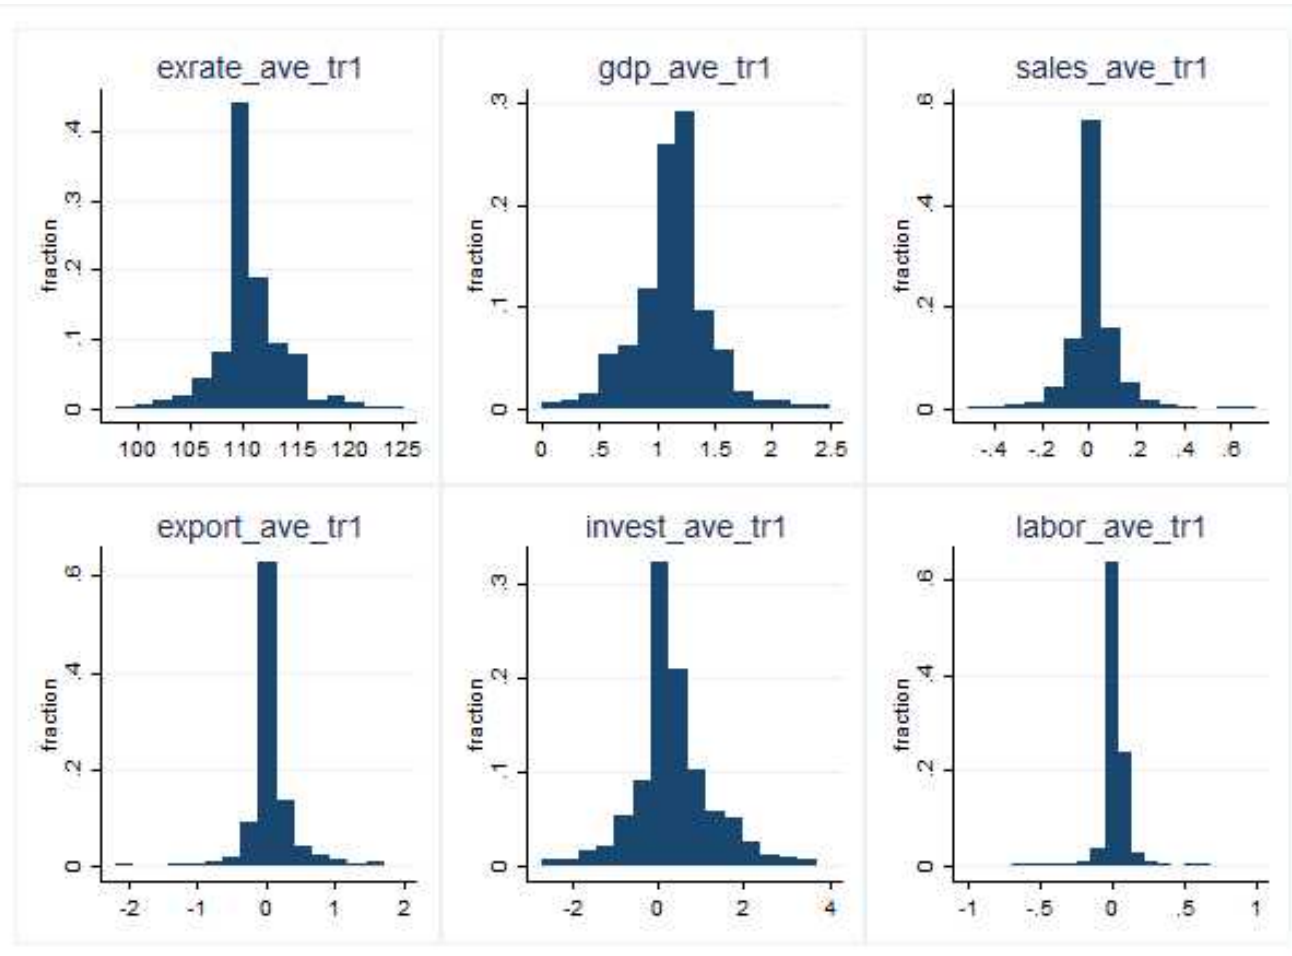 exrate_ave_tr1
fraction
0 .1 .2 .3 .4
100 105 110 115 120 125
gdp_ave_tr1
fraction
0 .1 .2 .3
0 .5 1 1.5 2 2.5
sales_ave_tr1
fraction
0 .2 .4 .6
-.4 -.2 0 .2 .4 .6
export_ave_tr1
fraction
0 .2 .4 .6
-2 -1 0 1 2
invest_ave_tr1
fraction
0 .1 .2 .3
-2 0 2 4
labor_ave_tr1
fraction
0 .2 .4 .6
-1 -.5 0 .5 1